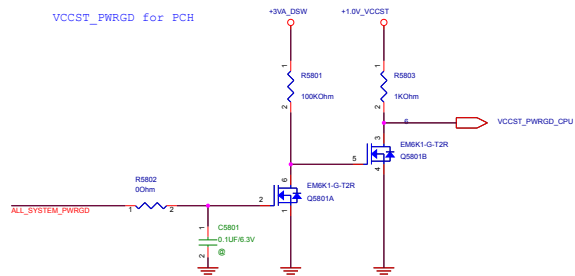 VCCST_PWRGD for PCH
+3VA_DSW
+1.0V_VCCST
1
R5801
100KOhm
2
1
R5803
1KOhm
2
6
VCCST_PWRGD_CPU
3
EM6K1-G-T2R
5
Q5801B
4
R5802
0Ohm
6
EM6K1-G-T2R
2
Q5801A
1
ALL_SYSTEM_PWRGD
1
2
1
C5801
0.1UF/6.3V
2
@